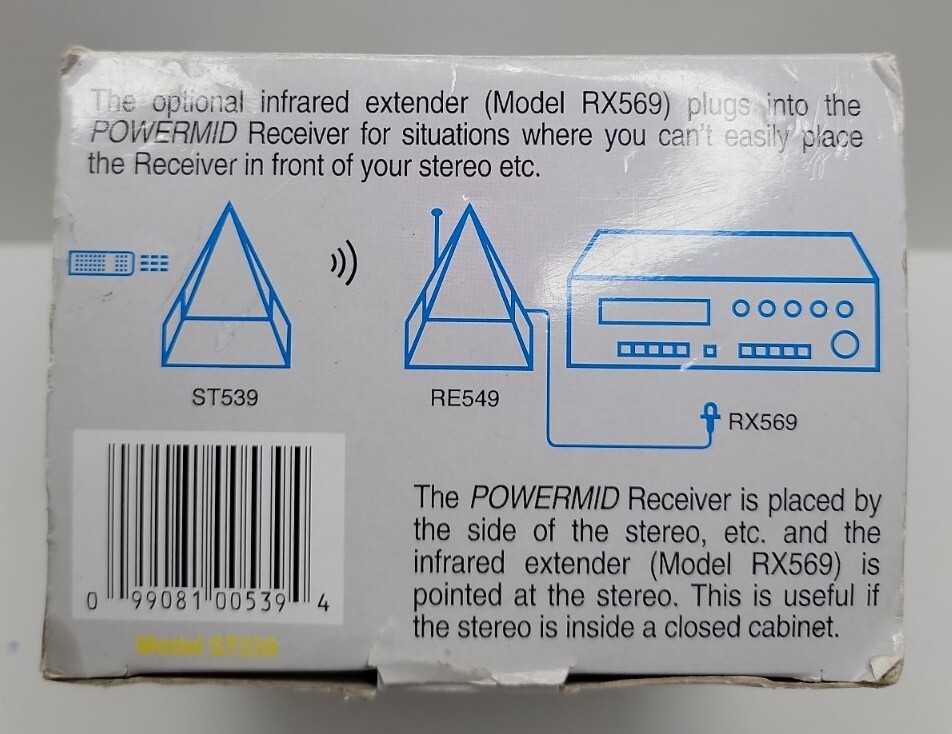 The optional infrared extender (Model RX569) plugs into the
POWERMID Receiver for situations where you can't easily place
the Receiver in front of your stereo etc.
ST539
RE549
RX569
The POWERMID Receiver is placed by
the side of the stereo, etc. and the
infrared extender (Model RX569) is
pointed at the stereo. This is useful if
the stereo is inside a closed cabinet.
0 99081 00539 4
Model ST539